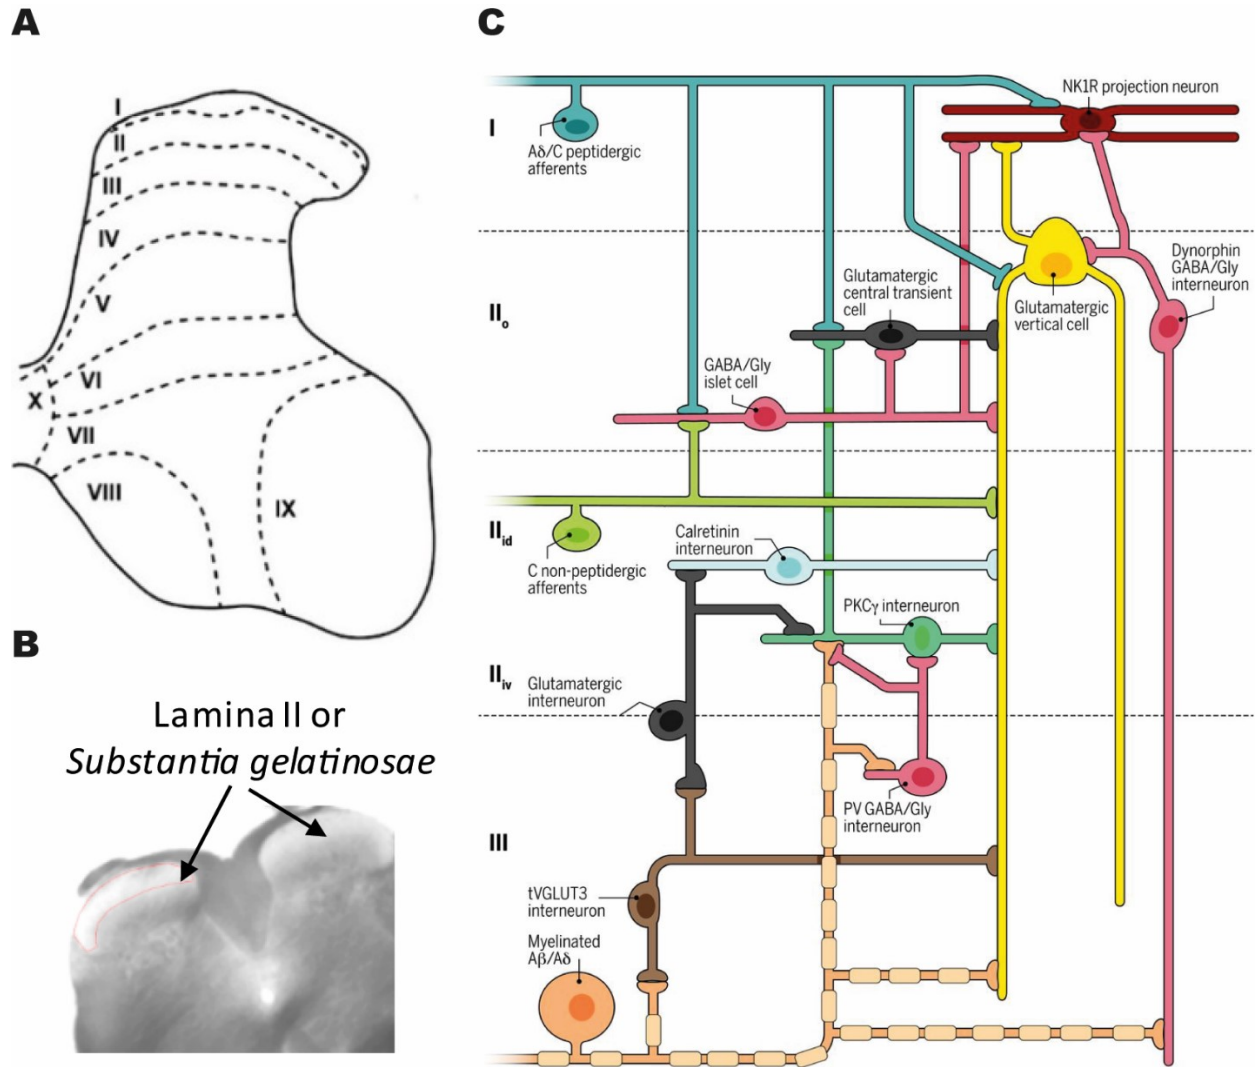 A
I
II
III
IV
V
VI
X
VII
VIII
IX
B
Lamina II or
Substantia gelatinosae
C
NK1R projection neuron
I
Aδ/C peptidergic
afferents
Dynorphin
GABA/Gly
interneuron
Glutamatergic
central transient
cell
Glutamatergic
vertical cell
IIo
GABA/Gly
islet cell
IIid
Calretinin
interneuron
C non-peptidergic
afferents
PKCγ interneuron
IIiv
Glutamatergic
interneuron
PV GABA/Gly
interneuron
III
tVGLUT3
interneuron
Myelinated
Aβ/Aδ